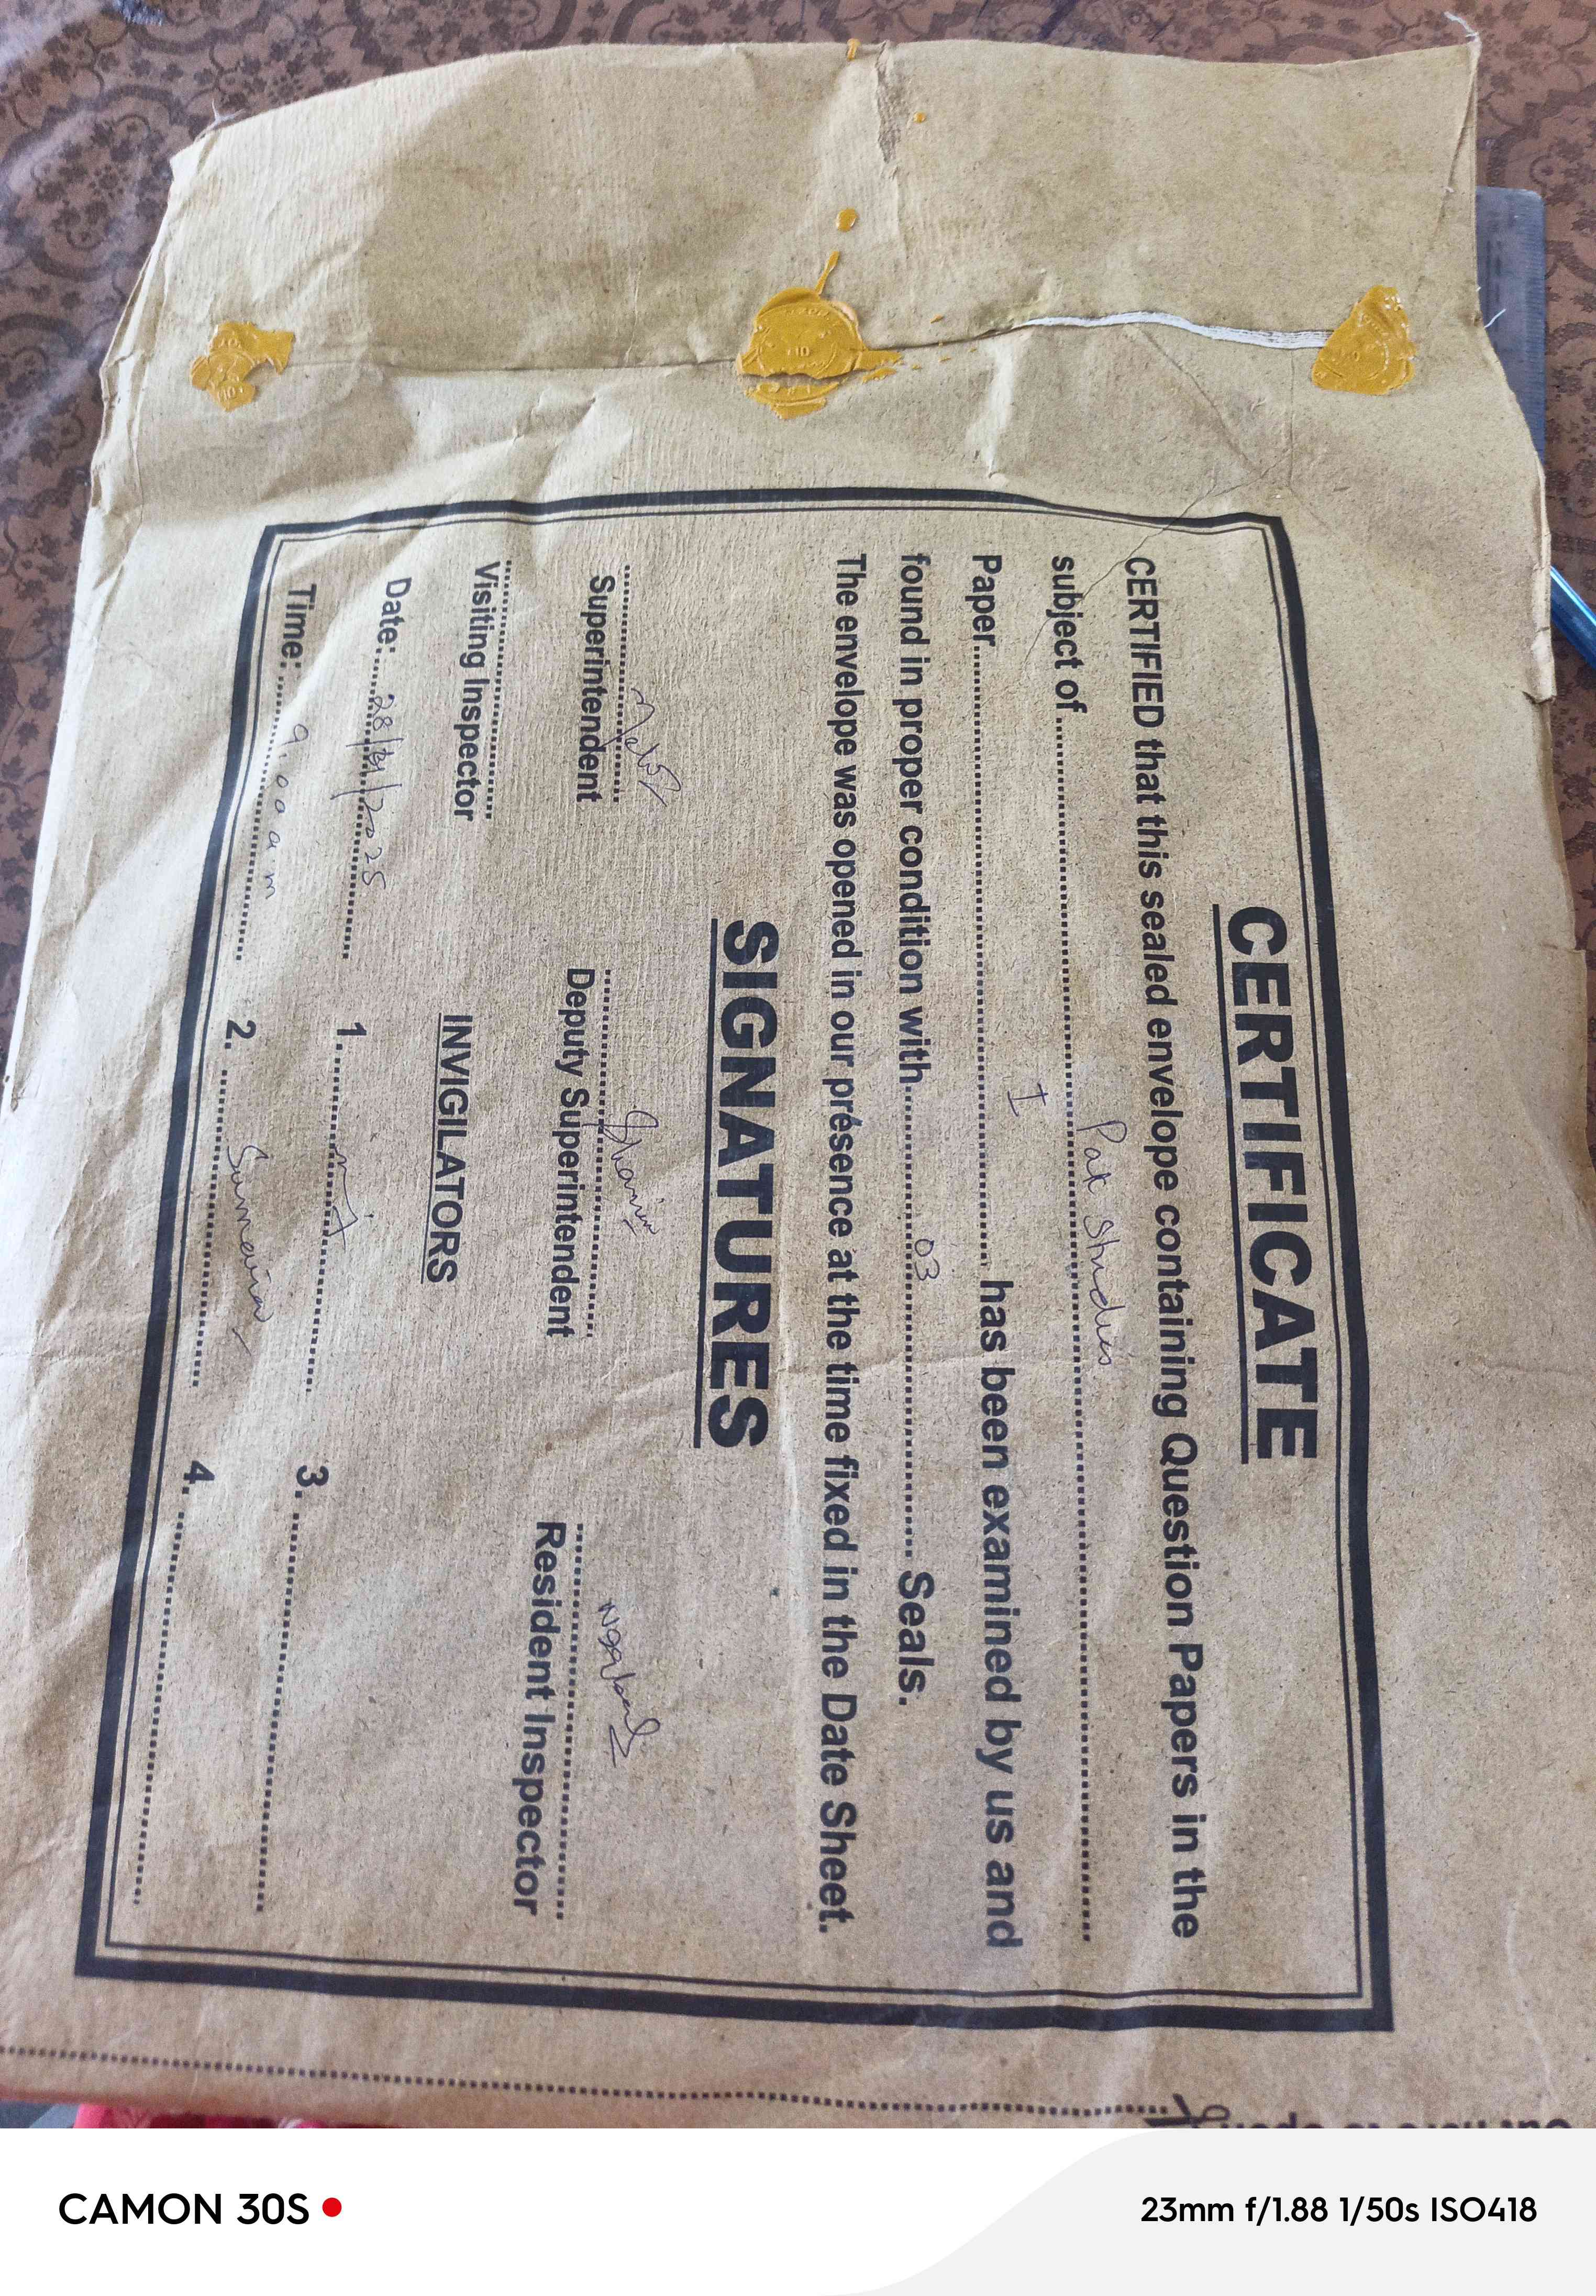 CERTIFICATE
CERTIFIED that this sealed envelope containing Question Papers in the
subject of Pak Studies
Paper I has been examined by us and
found in proper condition with 03 Seals.
The envelope was opened in our presence at the time fixed in the Date Sheet.
SIGNATURES
Superintendent Deputy Superintendent Resident Inspector
Visiting Inspector
INVIGILATORS
Date: 2025 1. 3.
Time: 9:00 am 2. Sumaira 4.
CAMON 30S
23mm f/1.88 1/50s ISO418